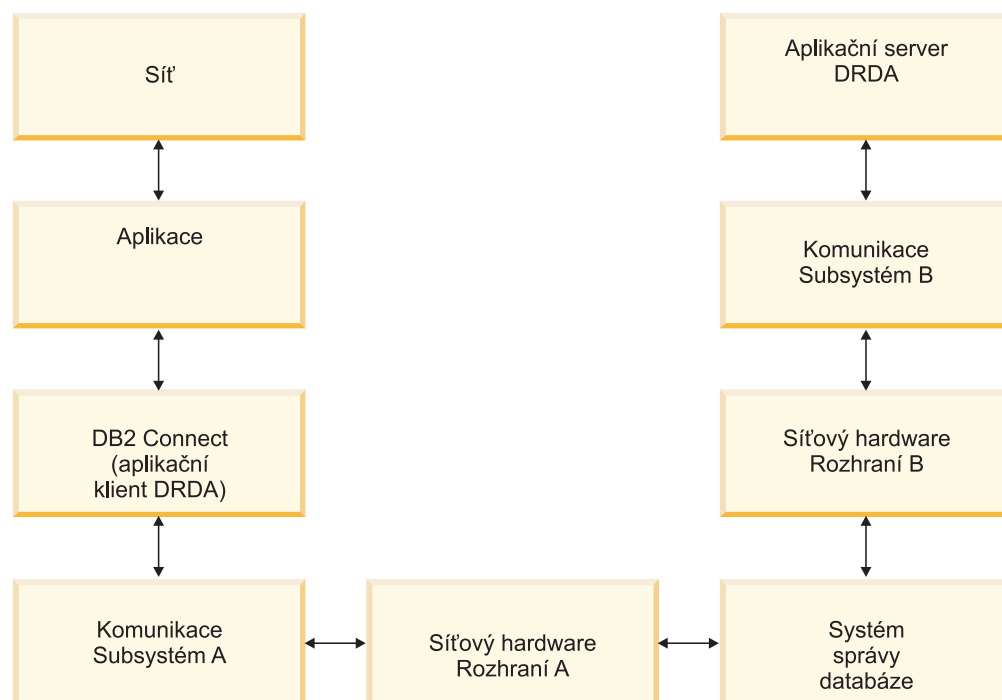 Síť
Aplikační server
DRDA
Aplikace
Komunikace
Subsystém B
DB2 Connect
(aplikační
klient DRDA)
Síťový hardware
Rozhraní B
Komunikace
Subsystém A
Síťový hardware
Rozhraní A
Systém
správy
databáze